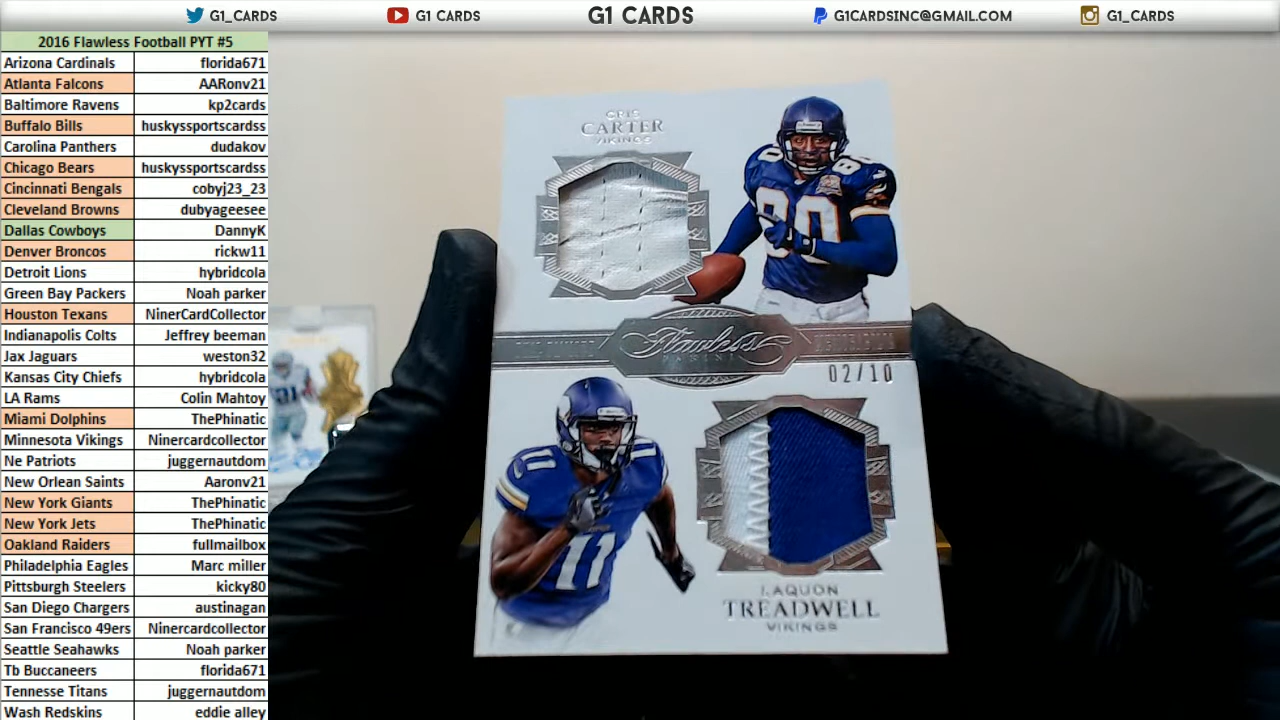 G1_CARDS G1 CARDS G1 CARDS G1CARDSINC@GMAIL.COM G1_CARDS
2016 Flawless Football PYT #5
Arizona Cardinals florida671
Atlanta Falcons AARonv21
Baltimore Ravens kp2cards
Buffalo Bills huskyssportscardss
Carolina Panthers dudakov
Chicago Bears huskyssportscardss
Cincinnati Bengals cobyj23_23
Cleveland Browns dubyageesee
Dallas Cowboys DannyK
Denver Broncos rickw11
Detroit Lions hybridcola
Green Bay Packers Noah parker
Houston Texans NinerCardCollector
Indianapolis Colts Jeffrey beeman
Jax Jaguars weston32
Kansas City Chiefs hybridcola
LA Rams Colin Mahtoy
Miami Dolphins ThePhinatic
Minnesota Vikings Ninercardcollector
Ne Patriots juggernautdom
New Orlean Saints Aaronv21
New York Giants ThePhinatic
New York Jets ThePhinatic
Oakland Raiders fullmailbox
Philadelphia Eagles Marc miller
Pittsburgh Steelers kicky80
San Diego Chargers austinagan
San Francisco 49ers Ninercardcollector
Seattle Seahawks Noah parker
Tb Buccaneers florida671
Tennesse Titans juggernautdom
Wash Redskins eddie alley
CRIS
CARTER
VIKINGS
80
80
Flawless
PANINI
02/10
11
11
LAQUON
TREADWELL
VIKINGS